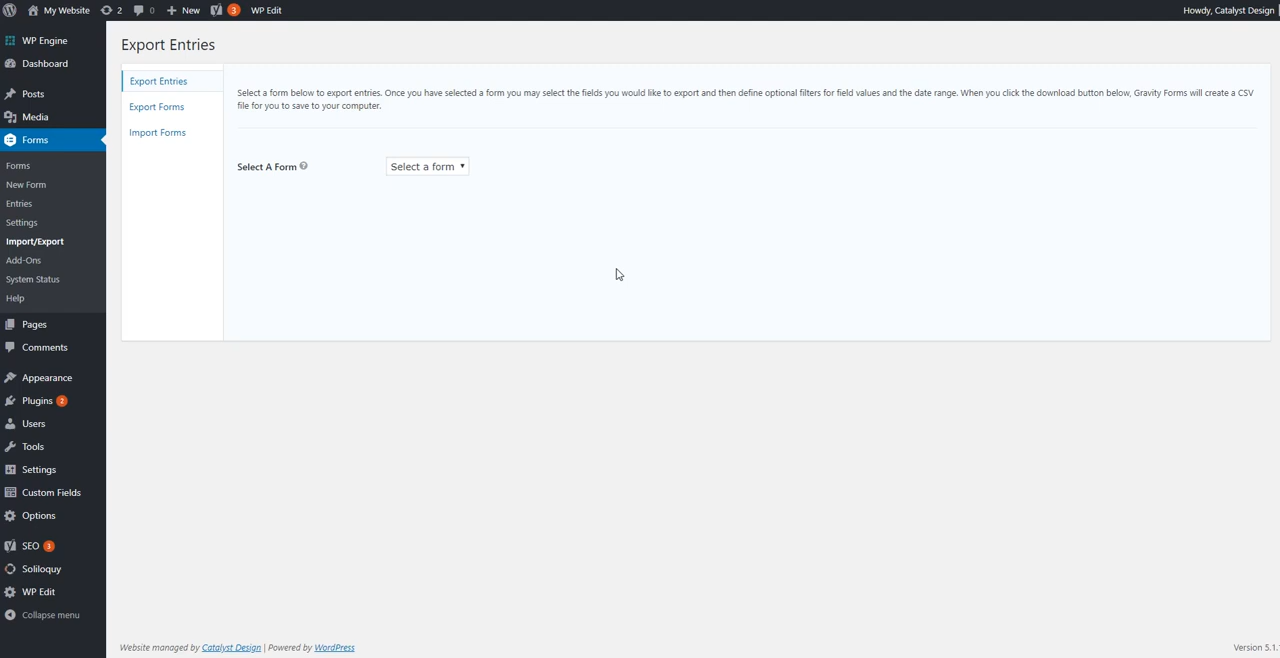 My Website 2 0 New 3 WP Edit Howdy, Catalyst Design
WP Engine
Dashboard
Posts
Media
Forms
Forms
New Form
Entries
Settings
Import/Export
Add-Ons
System Status
Help
Pages
Comments
Appearance
Plugins 2
Users
Tools
Settings
Custom Fields
Options
SEO 3
Soliloquy
WP Edit
Collapse menu
Export Entries
Export Entries
Export Forms
Import Forms
Select a form below to export entries. Once you have selected a form you may select the fields you would like to export and then define optional filters for field values and the date range. When you click the download button below, Gravity Forms will create a CSV
file for you to save to your computer.
Select A Form ? Select a form
Website managed by Catalyst Design | Powered by WordPress
Version 5.1.